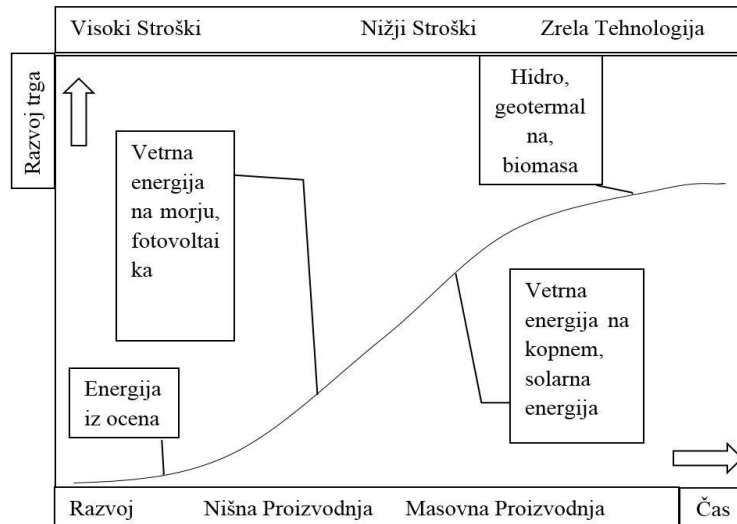 Visoki Stroški
Nižji Stroški
Zrela Tehnologija
Razvoj trga
Hidro,
geotermal
na,
biomasa
Vetrna
energija
na morju,
fotovoltai
ka
Vetrna
energija na
kopnem,
solarna
energija
Energija
iz ocena
Razvoj
Nišna Proizvodnja
Masovna Proizvodnja
Čas